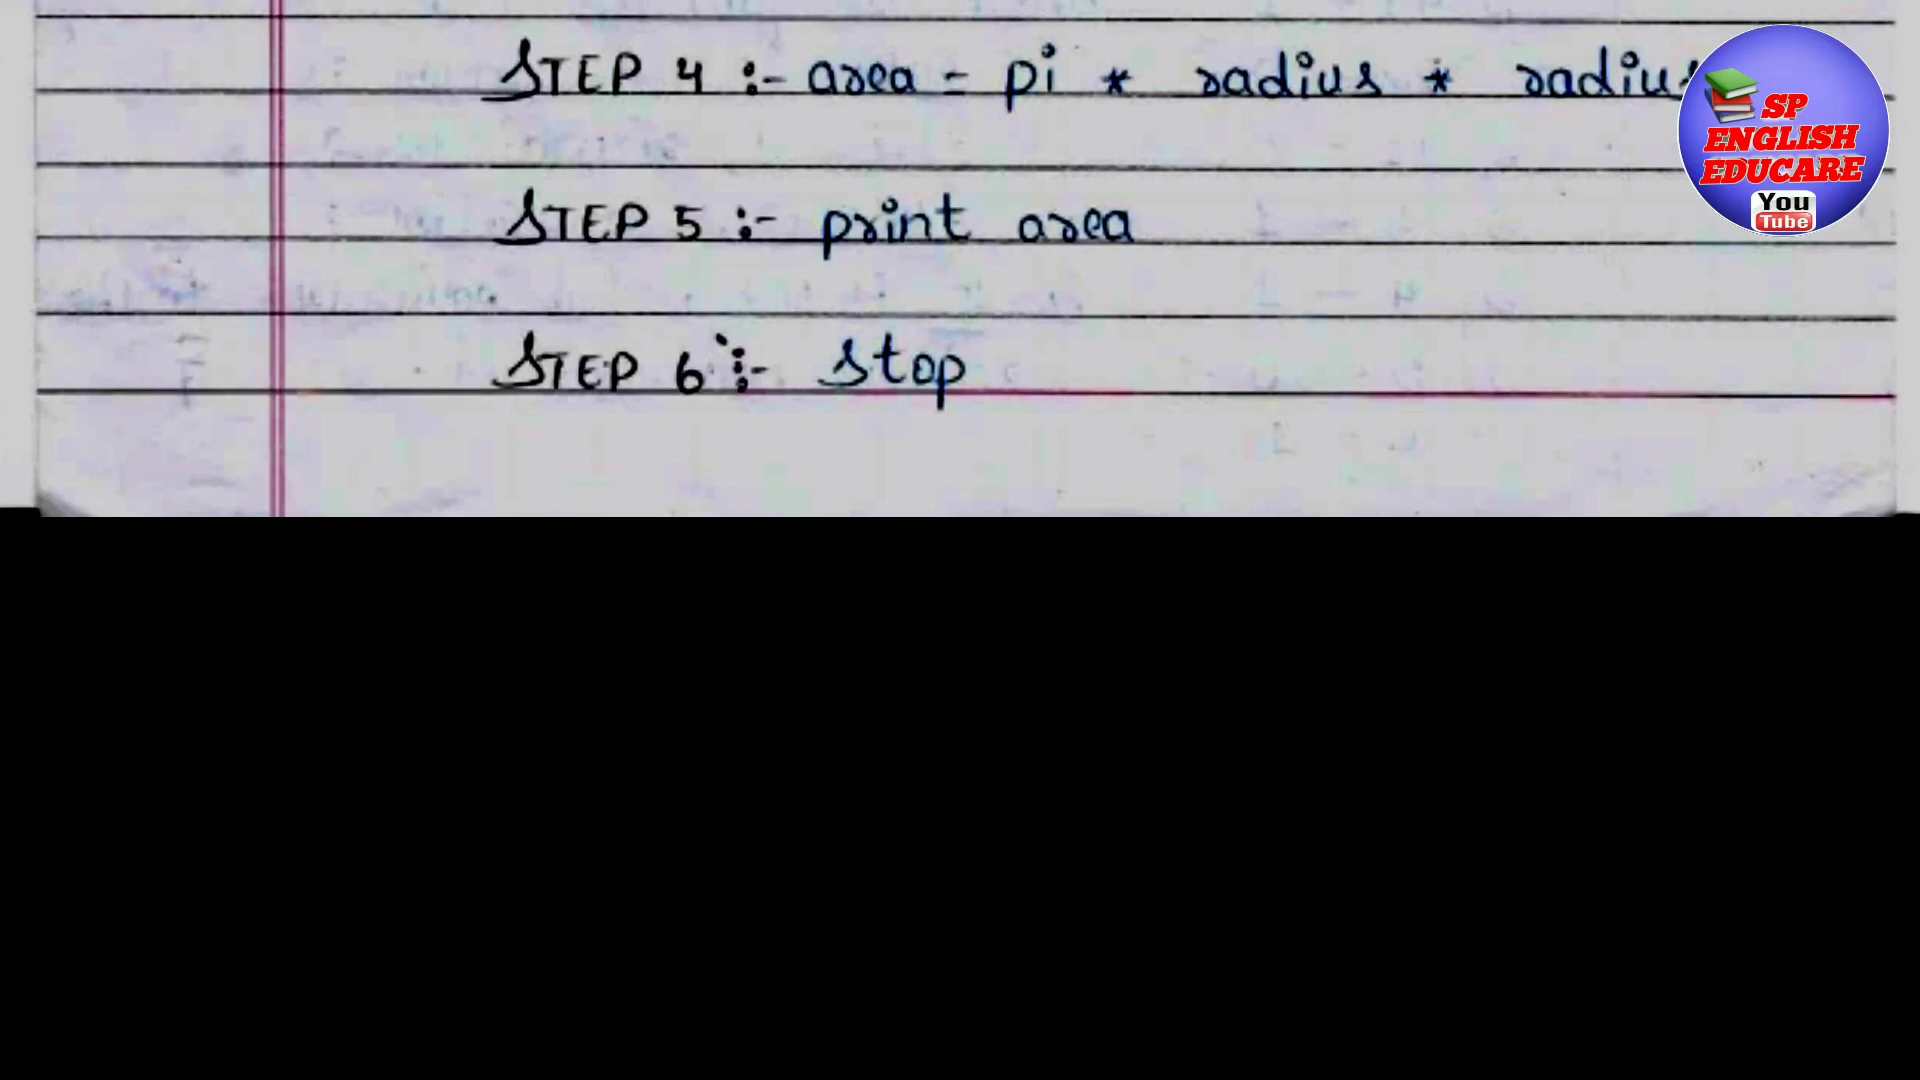 STEP 4 :- area = pi * radius * radius
STEP 5 :- print area
STEP 6 :- Stop
SP
ENGLISH
EDUCARE
You
Tube